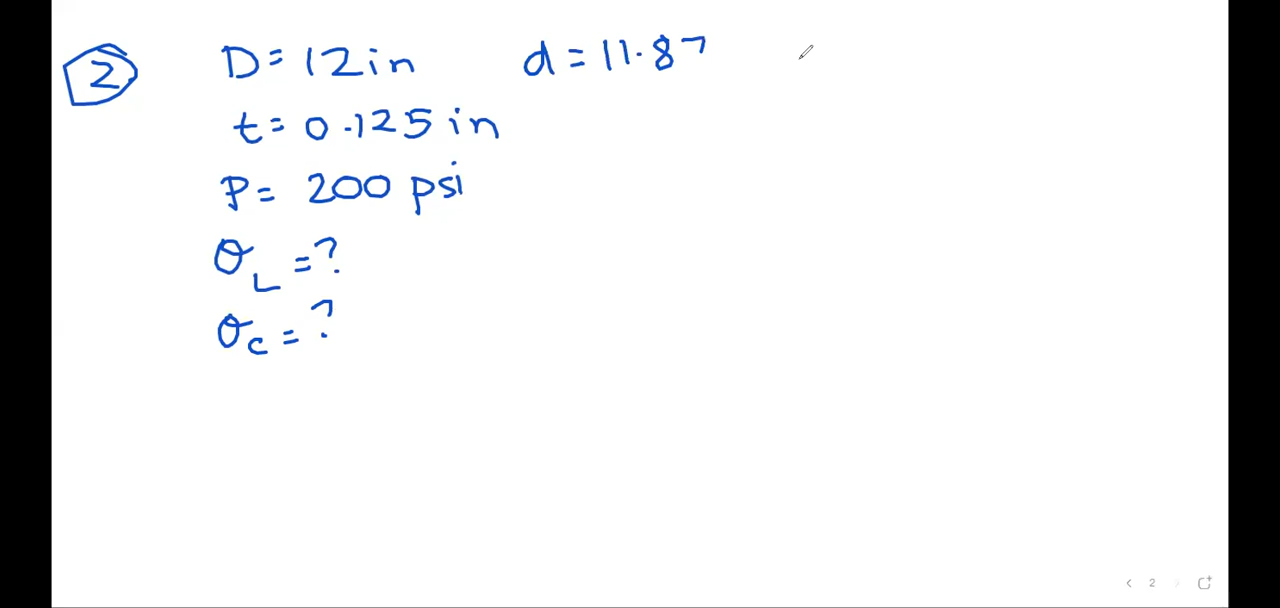 2 D = 12 in d = 11.87
t = 0.125 in
P = 200 psi
σL = ?
σc = ?
2